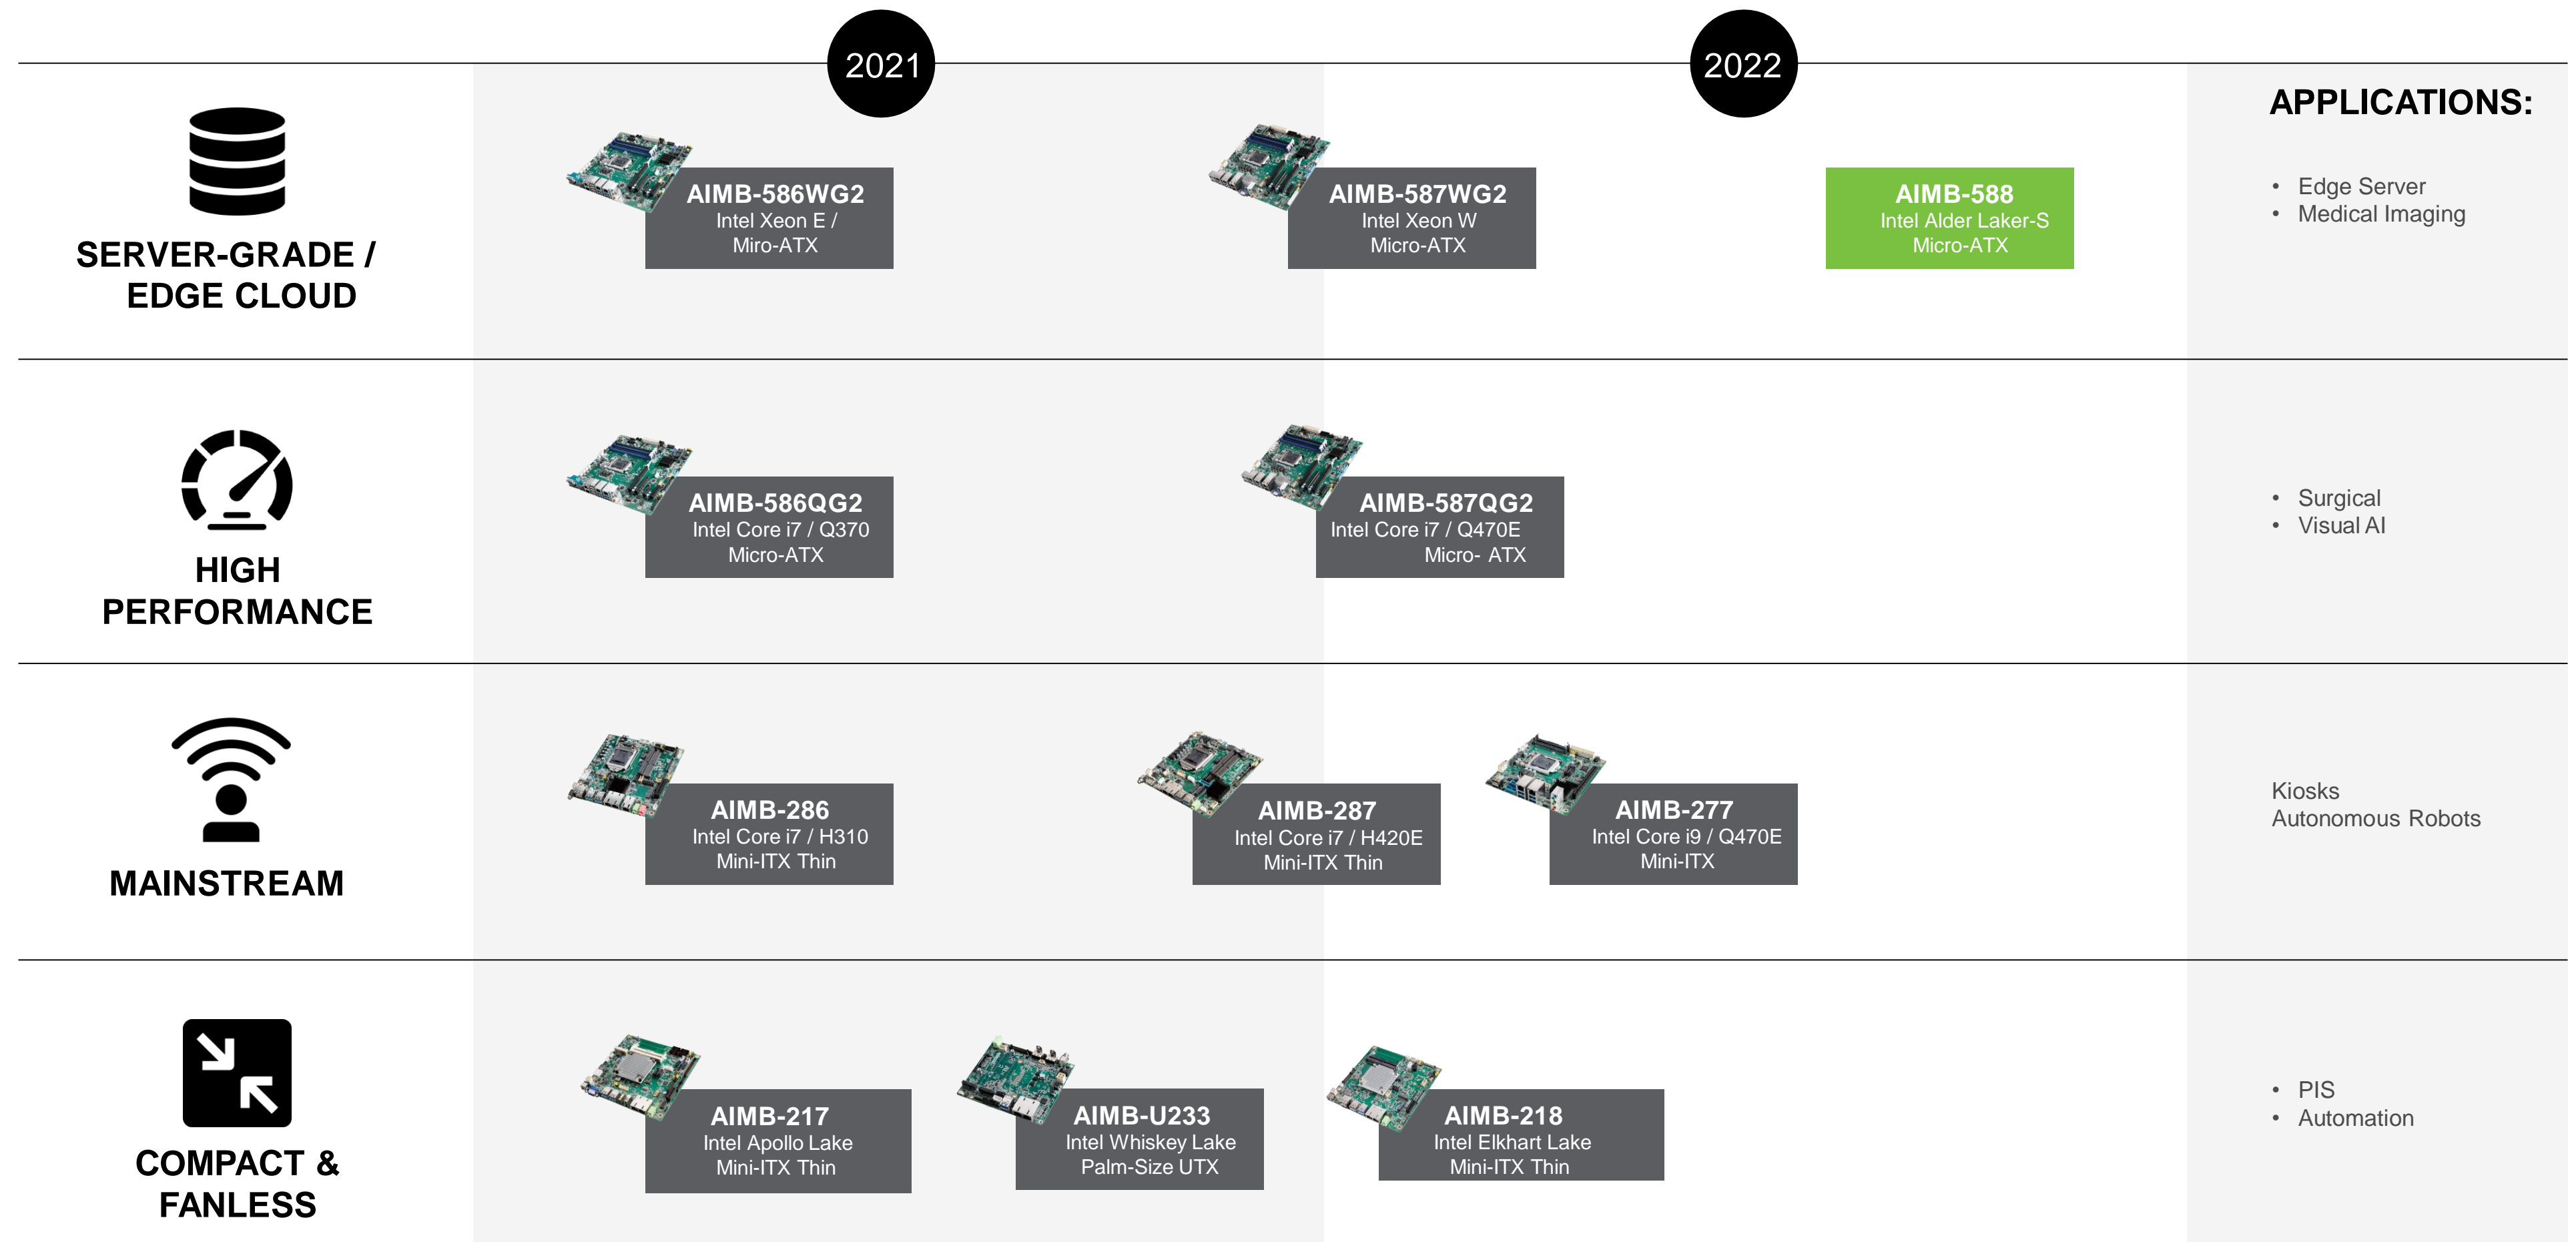 2021
2022
APPLICATIONS:
SERVER-GRADE /
EDGE CLOUD
AIMB-586WG2
Intel Xeon E /
Miro-ATX
AIMB-587WG2
Intel Xeon W
Micro-ATX
AIMB-588
Intel Alder Laker-S
Micro-ATX
• Edge Server
• Medical Imaging
HIGH
PERFORMANCE
AIMB-586QG2
Intel Core i7 / Q370
Micro-ATX
AIMB-587QG2
Intel Core i7 / Q470E
Micro- ATX
• Surgical
• Visual AI
MAINSTREAM
AIMB-286
Intel Core i7 / H310
Mini-ITX Thin
AIMB-287
Intel Core i7 / H420E
Mini-ITX Thin
AIMB-277
Intel Core i9 / Q470E
Mini-ITX
Kiosks
Autonomous Robots
COMPACT &
FANLESS
AIMB-217
Intel Apollo Lake
Mini-ITX Thin
AIMB-U233
Intel Whiskey Lake
Palm-Size UTX
AIMB-218
Intel Elkhart Lake
Mini-ITX Thin
• PIS
• Automation